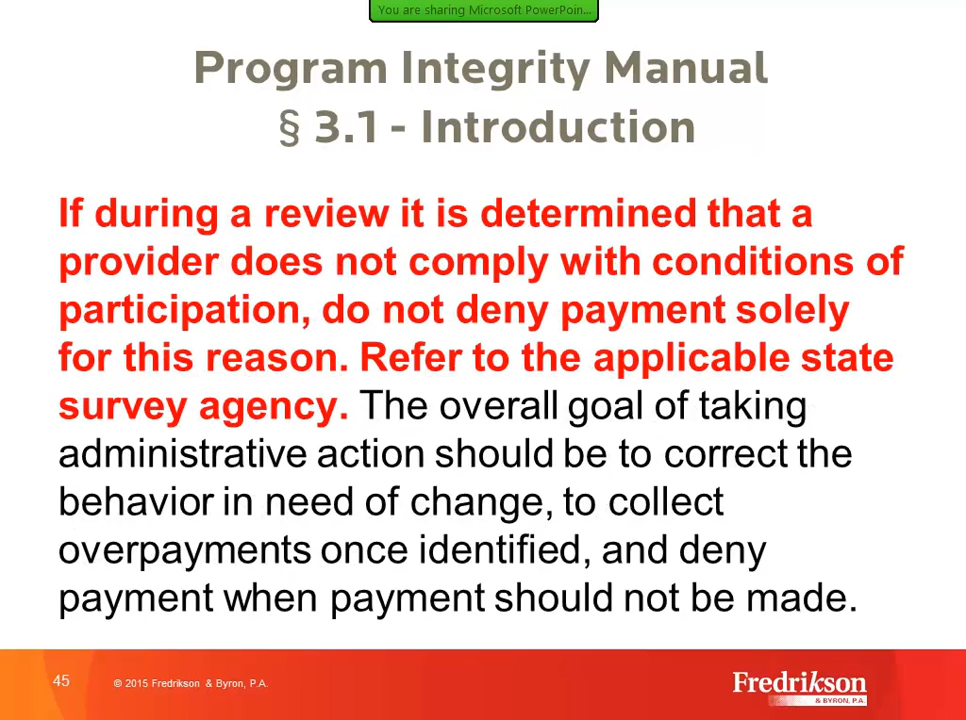 You are sharing Microsoft PowerPoin...
Program Integrity Manual
§ 3.1 - Introduction
If during a review it is determined that a
provider does not comply with conditions of
participation, do not deny payment solely
for this reason. Refer to the applicable state
survey agency. The overall goal of taking
administrative action should be to correct the
behavior in need of change, to collect
overpayments once identified, and deny
payment when payment should not be made.
45
© 2015 Fredrikson & Byron, P.A.
Fredrikson
& BYRON, P.A.